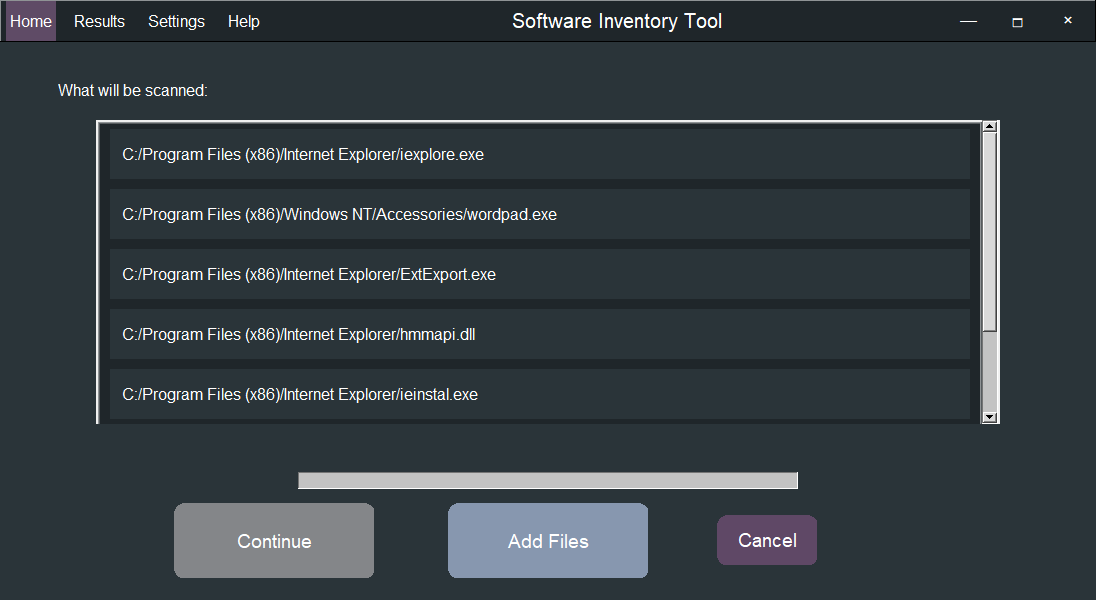 Home Results Settings Help Software Inventory Tool
What will be scanned:
C:/Program Files (x86)/Internet Explorer/iexplore.exe
C:/Program Files (x86)/Windows NT/Accessories/wordpad.exe
C:/Program Files (x86)/Internet Explorer/ExtExport.exe
C:/Program Files (x86)/Internet Explorer/hmmapi.dll
C:/Program Files (x86)/Internet Explorer/ieinstal.exe
Continue Add Files Cancel